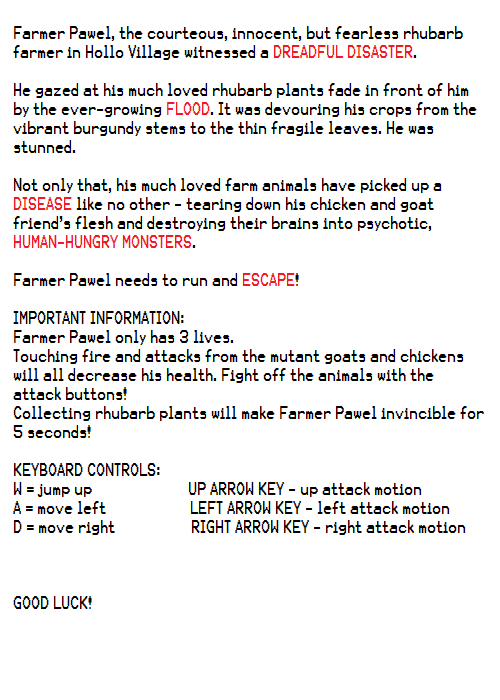 Farmer Pawel, the courteous, innocent, but fearless rhubarb
farmer in Hollo Village witnessed a DREADFUL DISASTER.
He gazed at his much loved rhubarb plants fade in front of him
by the ever-growing FLOOD. It was devouring his crops from the
vibrant burgundy stems to the thin fragile leaves. He was
stunned.
Not only that, his much loved farm animals have picked up a
DISEASE like no other - tearing down his chicken and goat
friend's flesh and destroying their brains into psychotic,
HUMAN-HUNGRY MONSTERS.
Farmer Pawel needs to run and ESCAPE!
IMPORTANT INFORMATION:
Farmer Pawel only has 3 lives.
Touching fire and attacks from the mutant goats and chickens
will all decrease his health. Fight off the animals with the
attack buttons!
Collecting rhubarb plants will make Farmer Pawel invincible for
5 seconds!
KEYBOARD CONTROLS:
W = jump up UP ARROW KEY - up attack motion
A = move left LEFT ARROW KEY - left attack motion
D = move right RIGHT ARROW KEY - right attack motion
GOOD LUCK!